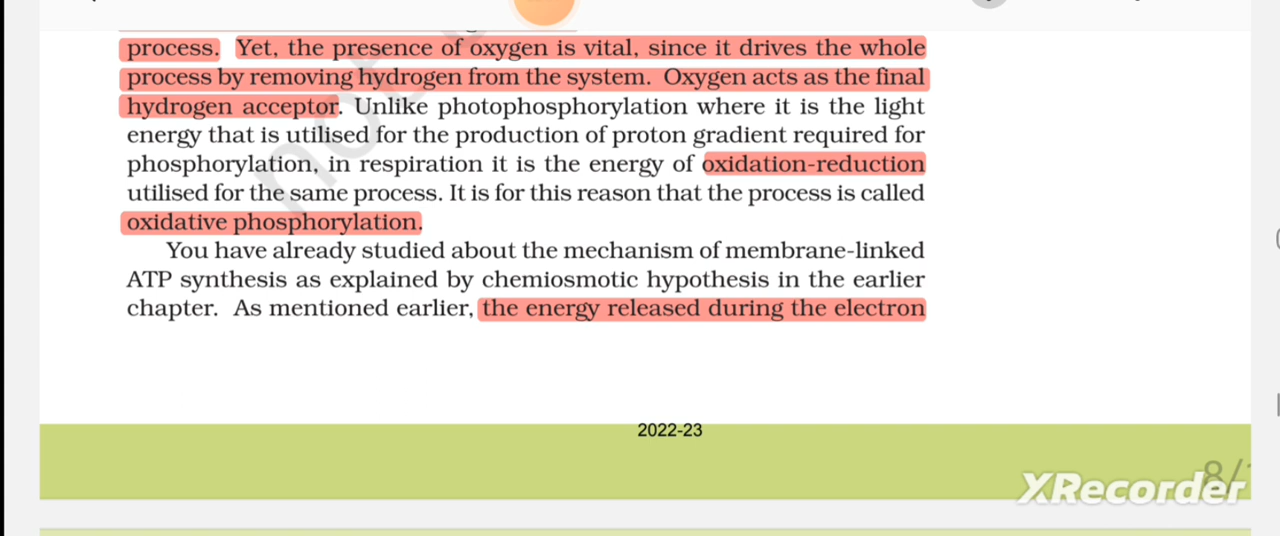 process. Yet, the presence of oxygen is vital, since it drives the whole
process by removing hydrogen from the system. Oxygen acts as the final
hydrogen acceptor. Unlike photophosphorylation where it is the light
energy that is utilised for the production of proton gradient required for
phosphorylation, in respiration it is the energy of oxidation-reduction
utilised for the same process. It is for this reason that the process is called
oxidative phosphorylation.
You have already studied about the mechanism of membrane-linked
ATP synthesis as explained by chemiosmotic hypothesis in the earlier
chapter. As mentioned earlier, the energy released during the electron
2022-23
8/
XRecorder